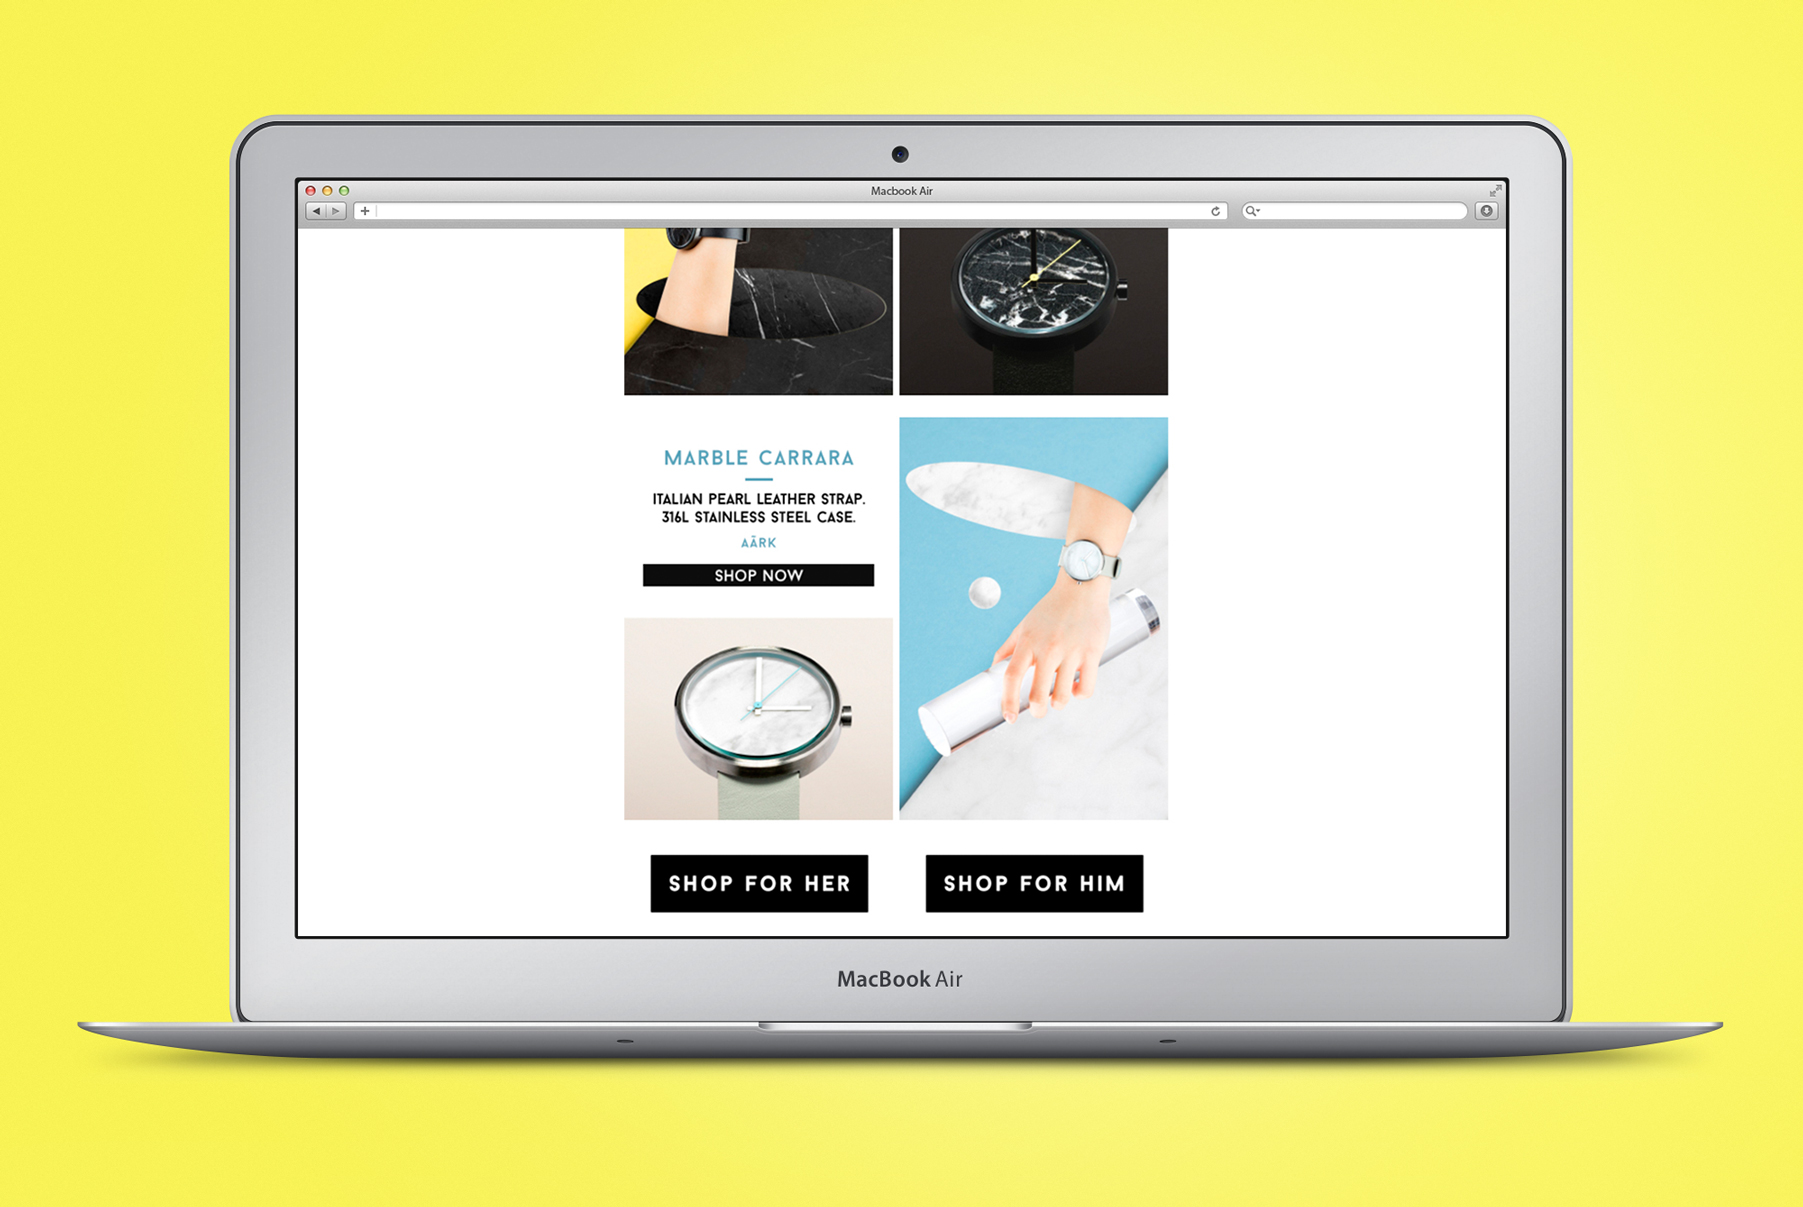 Macbook Air
MARBLE CARRARA
ITALIAN PEARL LEATHER STRAP.
316L STAINLESS STEEL CASE.
AÄRK
SHOP NOW
SHOP FOR HER
SHOP FOR HIM
MacBook Air